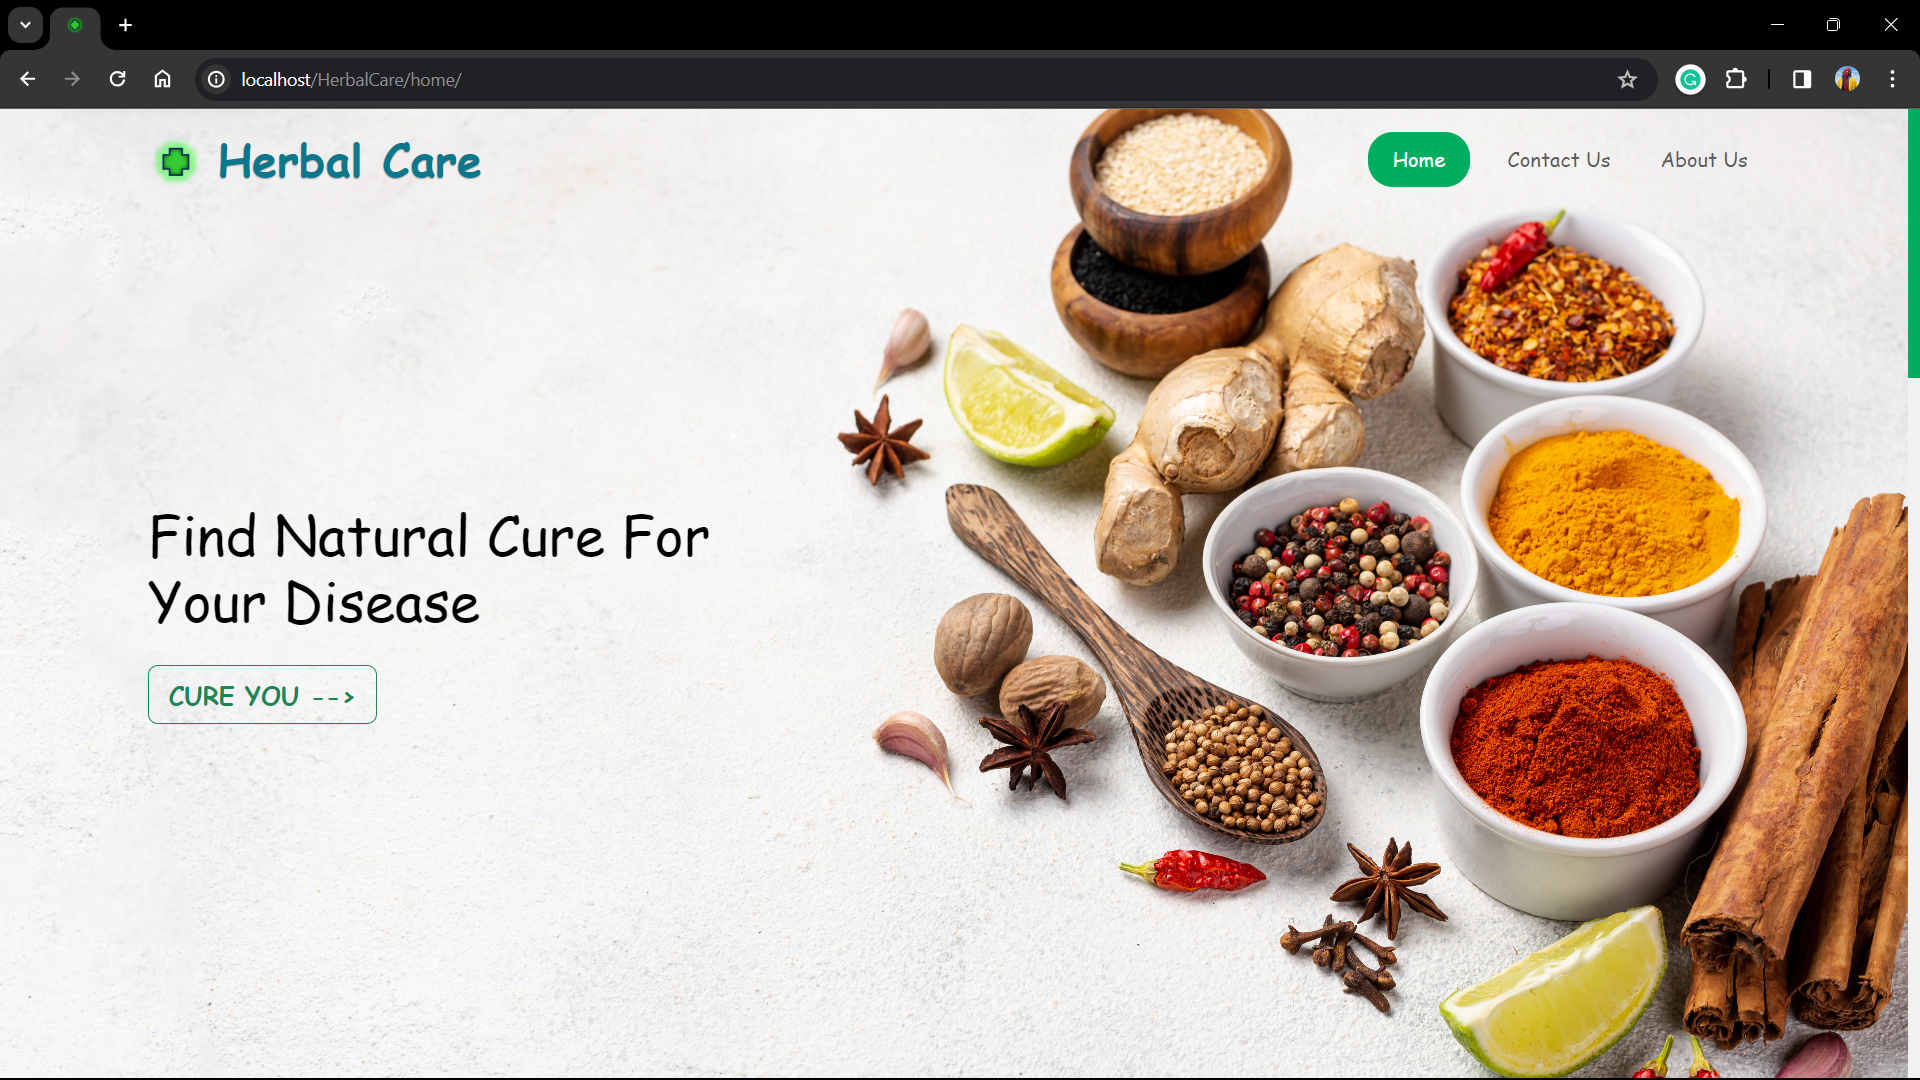 localhost/HerbalCare/home/
Herbal Care
Home
Contact Us
About Us
Find Natural Cure For
Your Disease
CURE YOU -->